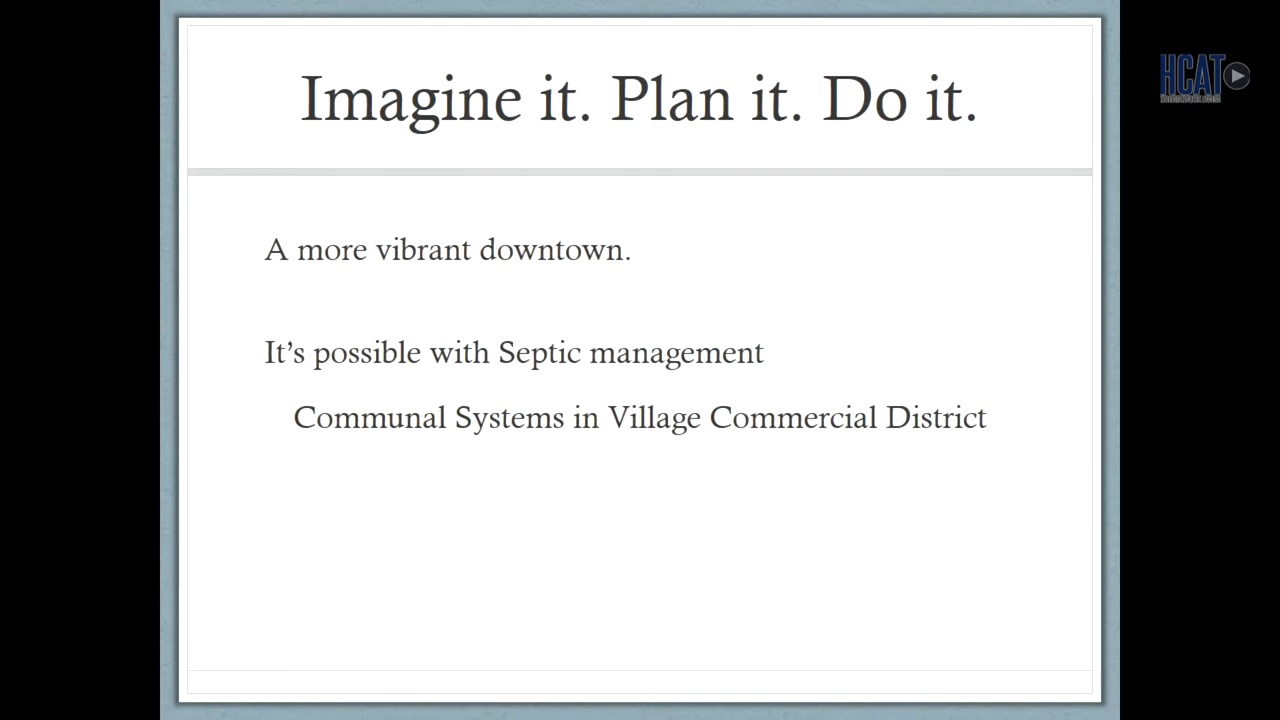 Imagine it. Plan it. Do it.
HCAT
A more vibrant downtown.
It's possible with Septic management
Communal Systems in Village Commercial District